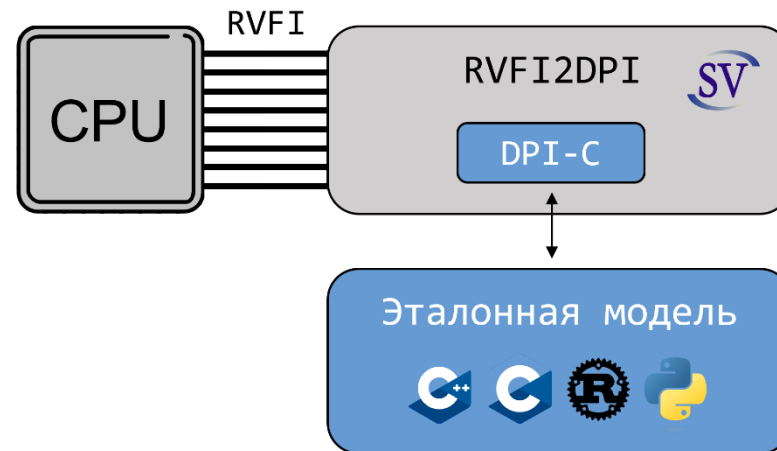 RVFI
CPU
RVFI2DPI
SV
DPI-C
Эталонная модель
C++
C
R